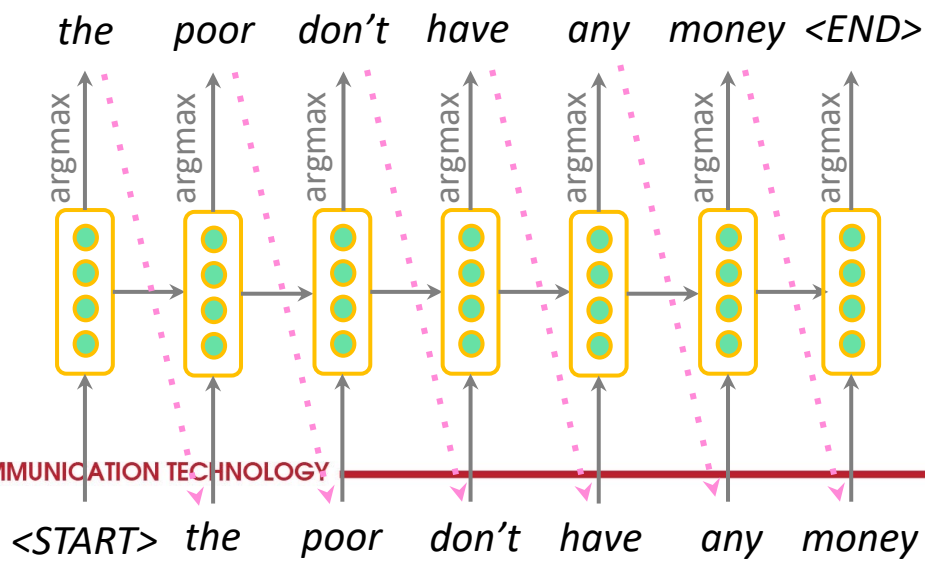 the poor don't have any money <END>
argmax argmax argmax argmax argmax argmax argmax
MMUNICATION TECHNOLOGY
<START> the poor don't have any money